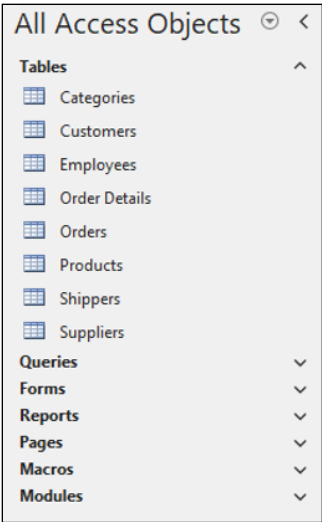 All Access Objects
Tables
Categories
Customers
Employees
Order Details
Orders
Products
Shippers
Suppliers
Queries
Forms
Reports
Pages
Macros
Modules